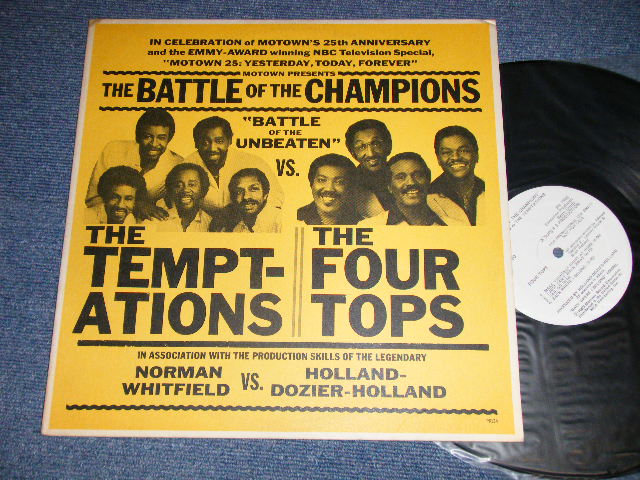 IN CELEBRATION of MOTOWN'S 25th ANNIVERSARY
and the EMMY-AWARD winning NBC Television Special,
"MOTOWN 25: YESTERDAY, TODAY, FOREVER"
MOTOWN PRESENTS
THE BATTLE OF THE CHAMPIONS
"BATTLE
OF THE
UNBEATEN"
VS.
THE
TEMPT-
ATIONS
THE
FOUR
TOPS
IN ASSOCIATION WITH THE PRODUCTION SKILLS OF THE LEGENDARY
NORMAN
WHITFIELD
VS.
HOLLAND-
DOZIER-HOLLAND
FOUR TOPS